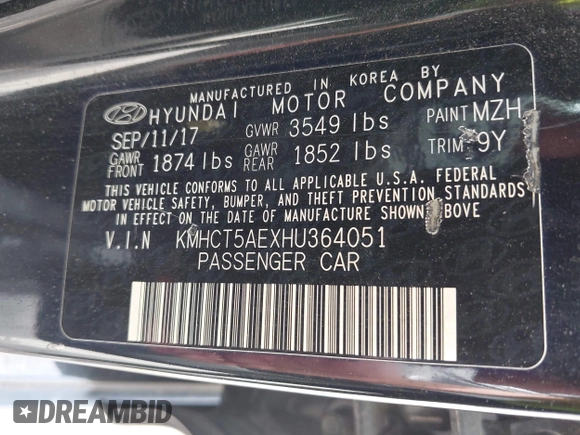 MANUFACTURED IN KOREA BY
HYUNDAI MOTOR COMPANY
SEP/11/17 GVWR 3549 lbs PAINT MZH
GAWR FRONT 1874 lbs GAWR REAR 1852 lbs TRIM 9Y
THIS VEHICLE CONFORMS TO ALL APPLICABLE U.S.A. FEDERAL
MOTOR VEHICLE SAFETY, BUMPER, AND THEFT PREVENTION STANDARDS
IN EFFECT ON THE DATE OF MANUFACTURE SHOWN ABOVE
V.I.N KMHCT5AEXHU364051
PASSENGER CAR
DREAMBID